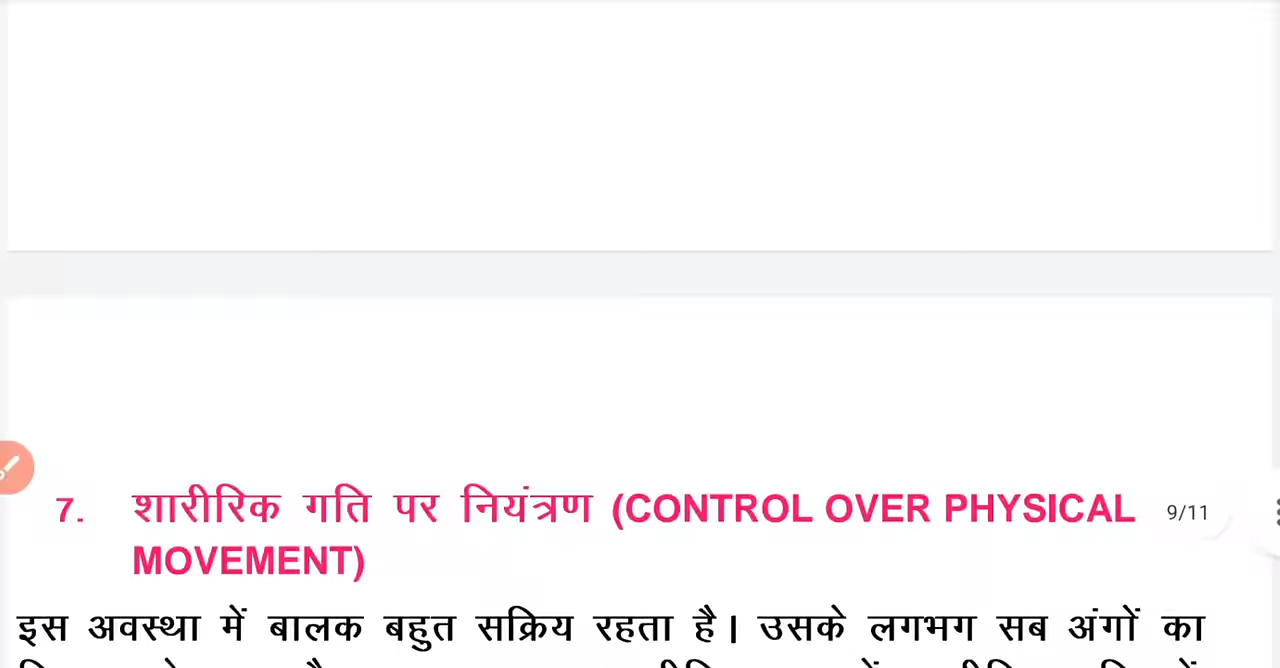 7. शारीरिक गति पर नियंत्रण (CONTROL OVER PHYSICAL
9/11
MOVEMENT)
इस अवस्था में बालक बहुत सक्रिय रहता है। उसके लगभग सब अंगों का